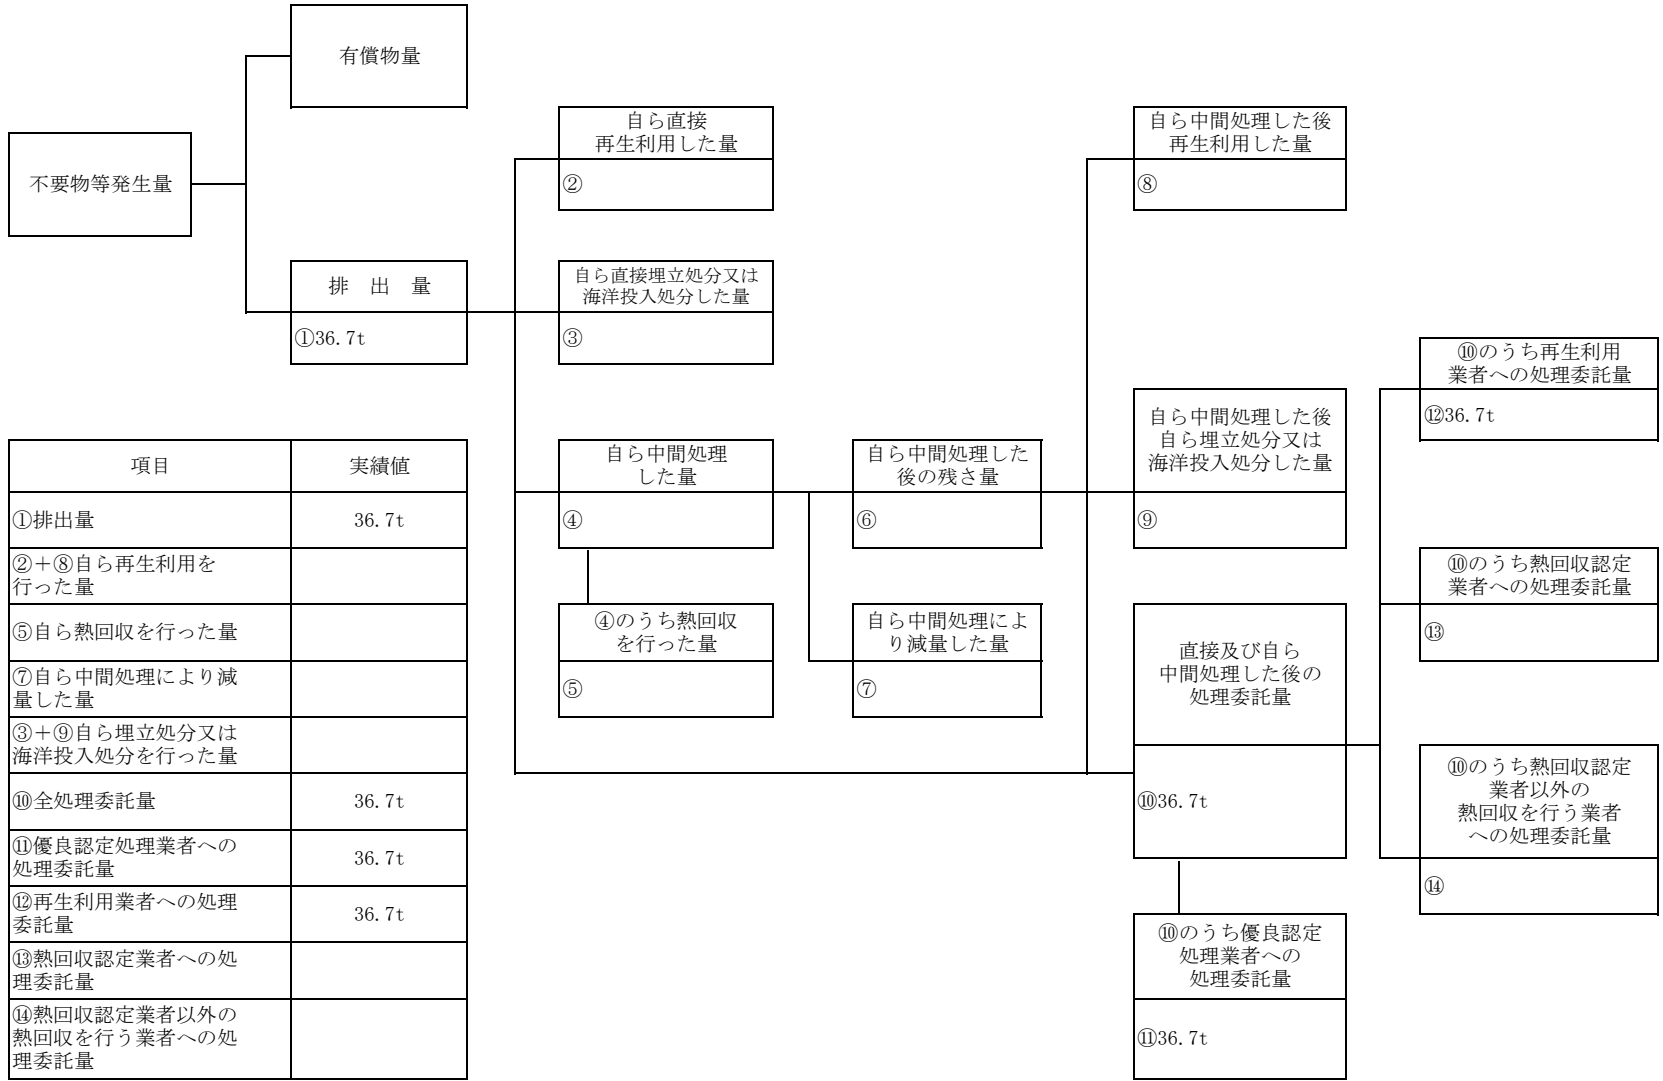 有償物量
不要物等発生量
排　出　量
①36.7t
自ら直接
再生利用した量
②
自ら直接埋立処分又は
海洋投入処分した量
③
自ら中間処理
した量
④
④のうち熱回収
を行った量
⑤
自ら中間処理した
後の残さ量
⑥
自ら中間処理によ
り減量した量
⑦
自ら中間処理した後
再生利用した量
⑧
自ら中間処理した後
自ら埋立処分又は
海洋投入処分した量
⑨
直接及び自ら
中間処理した後の
処理委託量
⑩36.7t
⑩のうち優良認定
処理業者への
処理委託量
⑪36.7t
⑩のうち再生利用
業者への処理委託量
⑫36.7t
⑩のうち熱回収認定
業者への処理委託量
⑬
⑩のうち熱回収認定
業者以外の
熱回収を行う業者
への処理委託量
⑭
項目 実績値
①排出量 36.7t
②＋⑧自ら再生利用を
行った量
⑤自ら熱回収を行った量
⑦自ら中間処理により減
量した量
③＋⑨自ら埋立処分又は
海洋投入処分を行った量
⑩全処理委託量 36.7t
⑪優良認定処理業者への
処理委託量 36.7t
⑫再生利用業者への処理
委託量 36.7t
⑬熱回収認定業者への処
理委託量
⑭熱回収認定業者以外の
熱回収を行う業者への処
理委託量